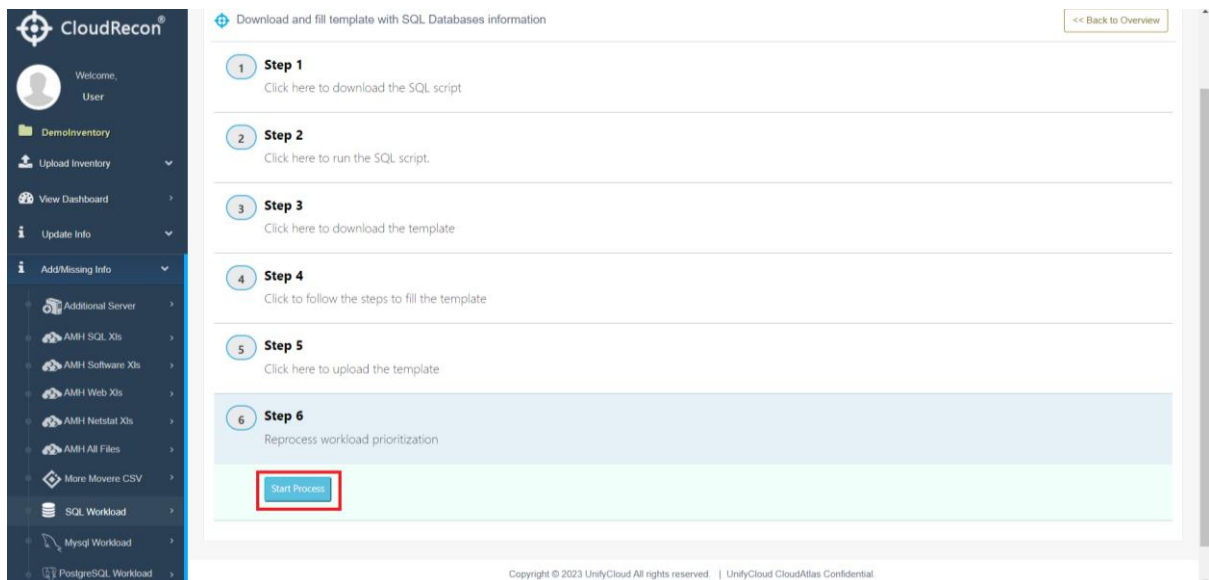 CloudRecon®
Welcome,
User
DemoInventory
Upload Inventory
View Dashboard
Update Info
Add/Missing Info
Additional Server
AMH SQL Xls
AMH Software Xls
AMH Web Xls
AMH Netstat Xls
AMH All Files
More Movere CSV
SQL Workload
Mysql Workload
PostgreSQL Workload
Download and fill template with SQL Databases information
<< Back to Overview
1 Step 1
Click here to download the SQL script
2 Step 2
Click here to run the SQL script.
3 Step 3
Click here to download the template
4 Step 4
Click to follow the steps to fill the template
5 Step 5
Click here to upload the template
6 Step 6
Reprocess workload prioritization
Start Process
Copyright © 2023 UnifyCloud All rights reserved. | UnifyCloud CloudAtlas Confidential.